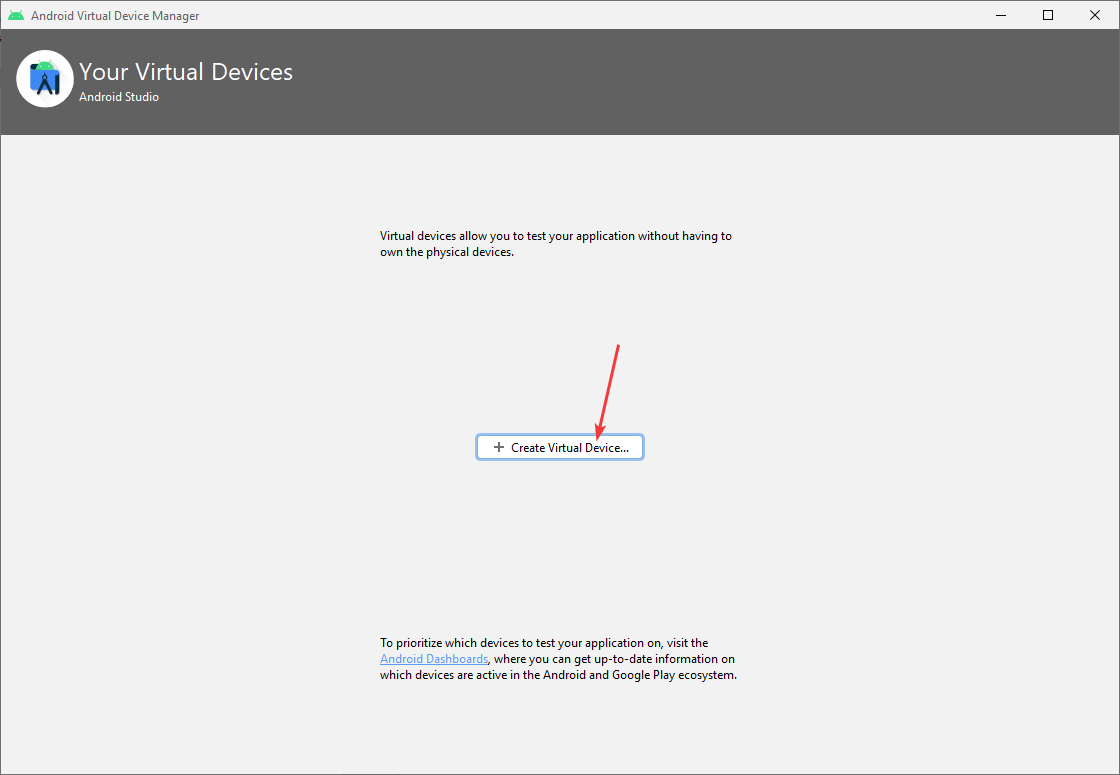 Android Virtual Device Manager
Your Virtual Devices
Android Studio
Virtual devices allow you to test your application without having to
own the physical devices.
Create Virtual Device...
To prioritize which devices to test your application on, visit the
Android Dashboards, where you can get up-to-date information on
which devices are active in the Android and Google Play ecosystem.